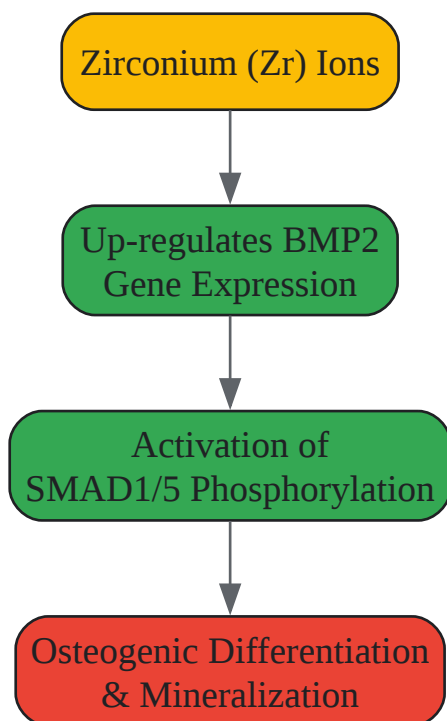 Zirconium (Zr) Ions
Up-regulates BMP2
Gene Expression
Activation of
SMAD1/5 Phosphorylation
Osteogenic Differentiation
& Mineralization